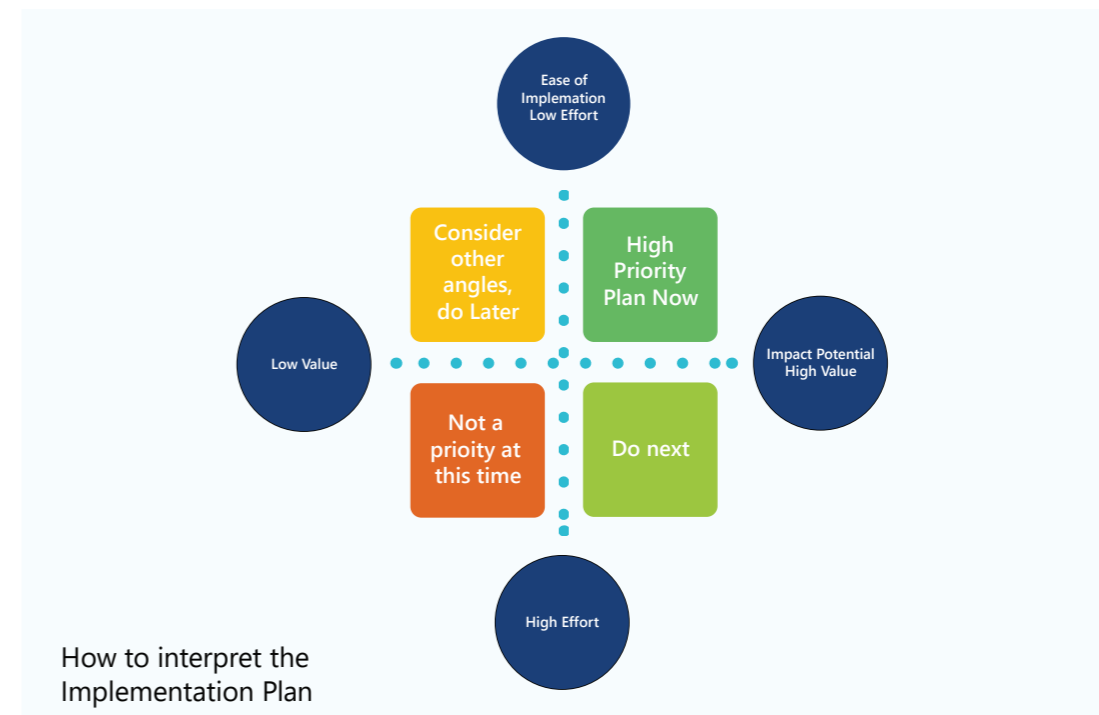 Ease of
Implemation
Low Effort
Consider
other
angles,
do Later
High
Priority
Plan Now
Low Value
Impact Potential
High Value
Not a
prioity at
this time
Do next
High Effort
How to interpret the
Implementation Plan